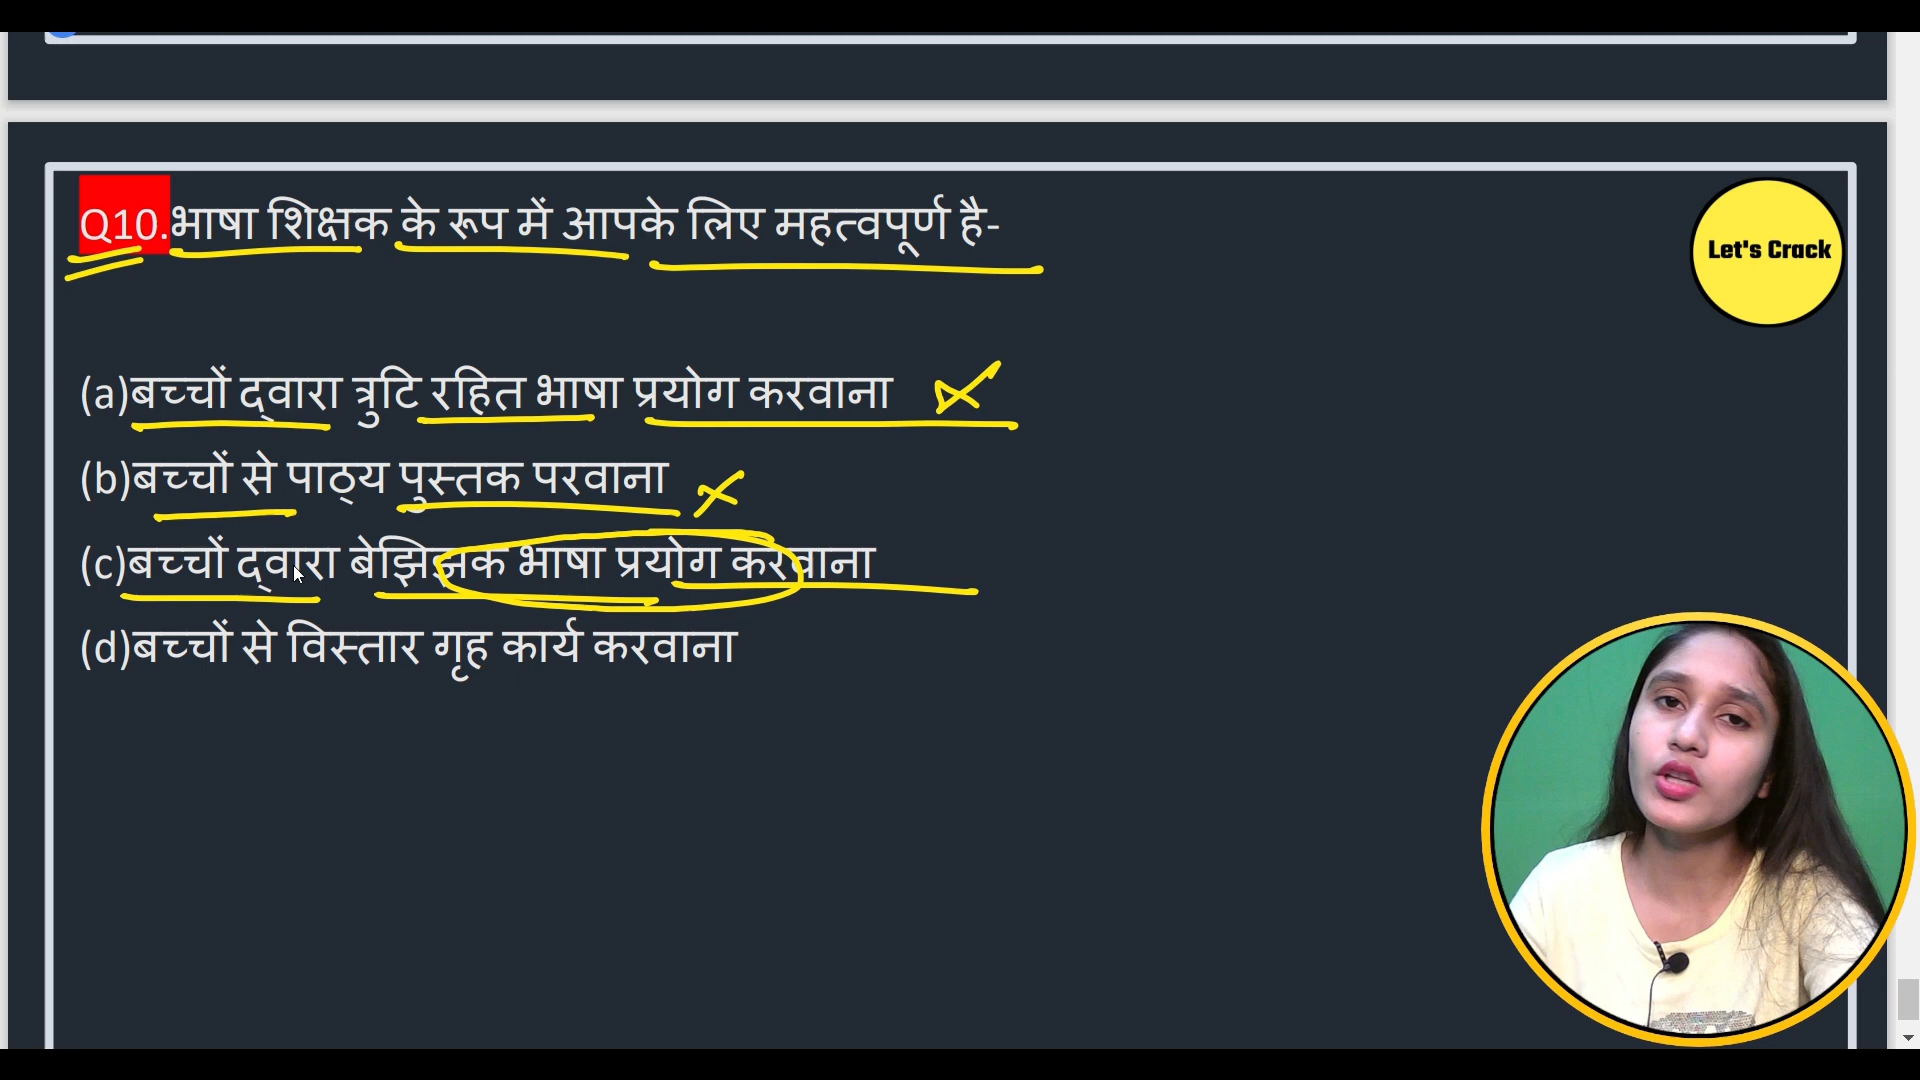 Q10.भाषा शिक्षक के रूप में आपके लिए महत्वपूर्ण है-
Let's Crack
(a)बच्चों द्वारा त्रुटि रहित भाषा प्रयोग करवाना
(b)बच्चों से पाठ्य पुस्तक परवाना
(c)बच्चों द्वारा बेझिझक भाषा प्रयोग करवाना
(d)बच्चों से विस्तार गृह कार्य करवाना